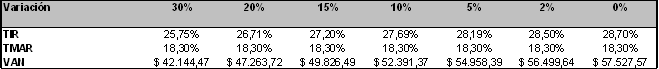 Variación 30% 20% 15% 10% 5% 2% 0%
TIR 25,75% 26,71% 27,20% 27,69% 28,19% 28,50% 28,70%
TMAR 18,30% 18,30% 18,30% 18,30% 18,30% 18,30% 18,30%
VAN $ 42.144,47 $ 47.263,72 $ 49.826,49 $ 52.391,37 $ 54.958,39 $ 56.499,64 $ 57.527,57